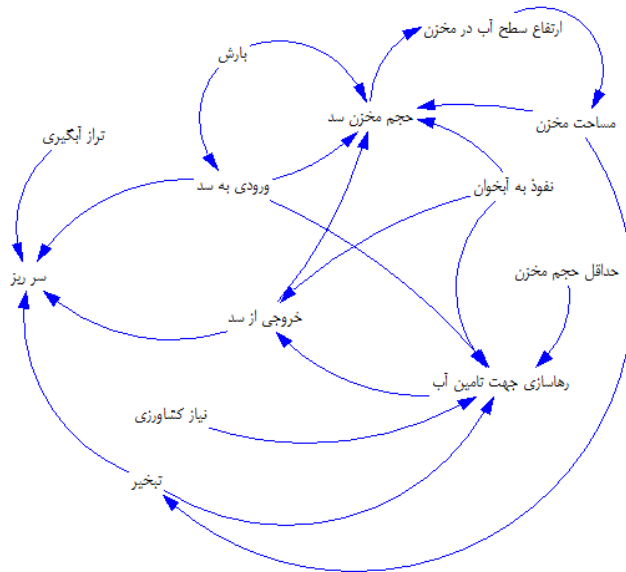 ارتفاع سطح آب در مخزن
بارش
حجم مخزن سد
مساحت مخزن
تراز آبگیری
ورودی به سد
نفوذ به آبخوان
سر ریز
حداقل حجم مخزن
خروجی از سد
رهاسازی جهت تامین آب
نیاز کشاورزی
تبخیر